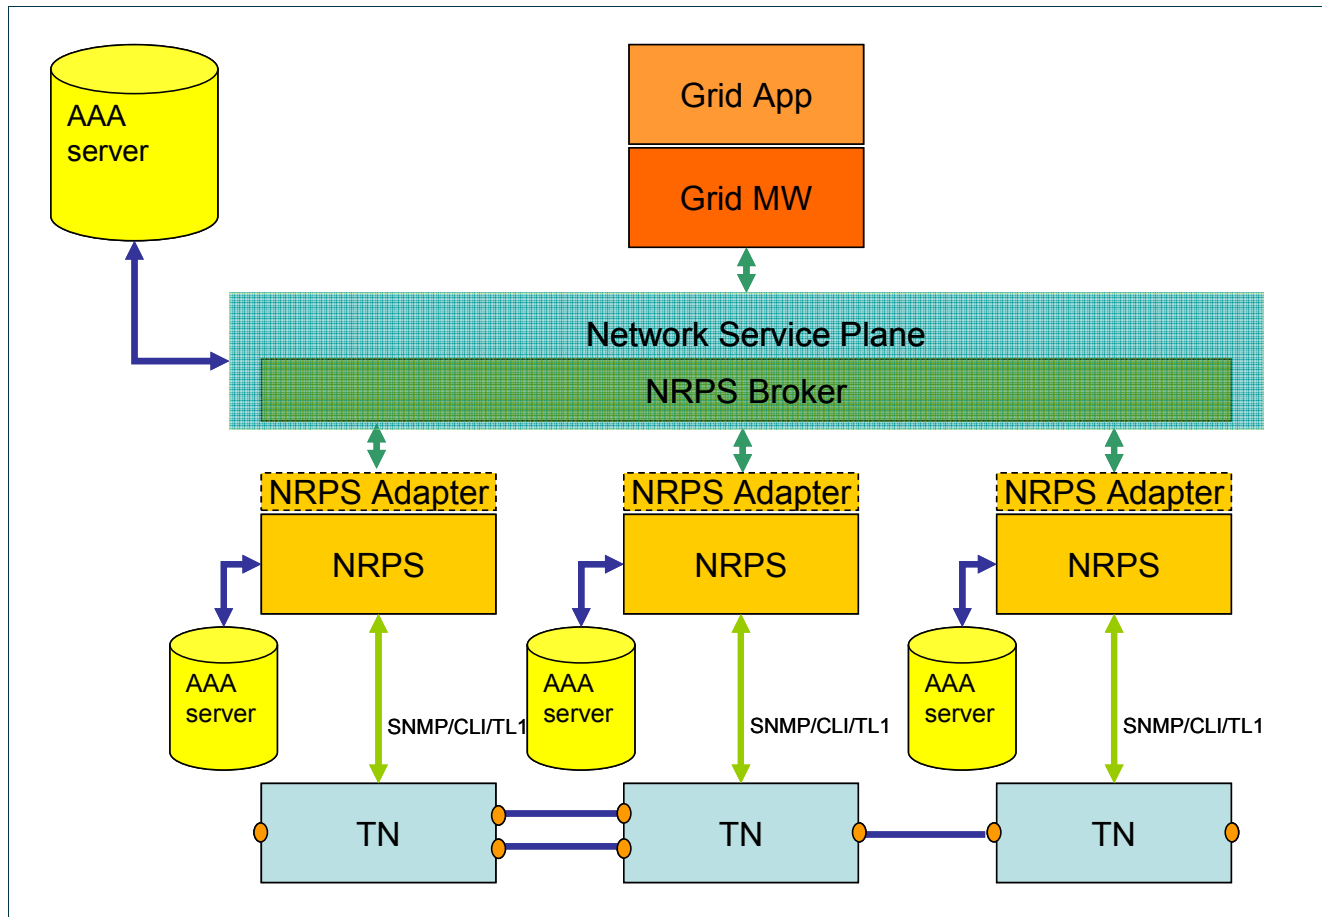 AAA
server
Grid App
Grid MW
Network Service Plane
NRPS Broker
NRPS Adapter
NRPS Adapter
NRPS Adapter
NRPS
NRPS
NRPS
AAA
server
AAA
server
AAA
server
SNMP/CLI/TL1
SNMP/CLI/TL1
SNMP/CLI/TL1
TN
TN
TN